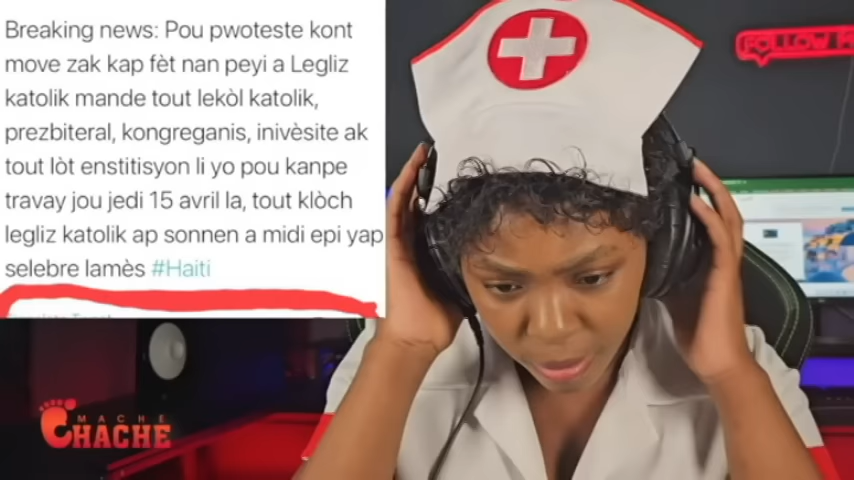 Breaking news: Pou pwoteste kont
move zak kap fèt nan peyi a Legliz
katolik mande tout lekòl katolik,
prezbiteral, kongreganis, inivèsite ak
tout lòt enstitisyon li yo pou kanpe
travay jou jedi 15 avril la, tout klòch
legliz katolik ap sonnen a midi epi yap
selebre lamès #Haiti
MACHE
HACHE
FOLLOW